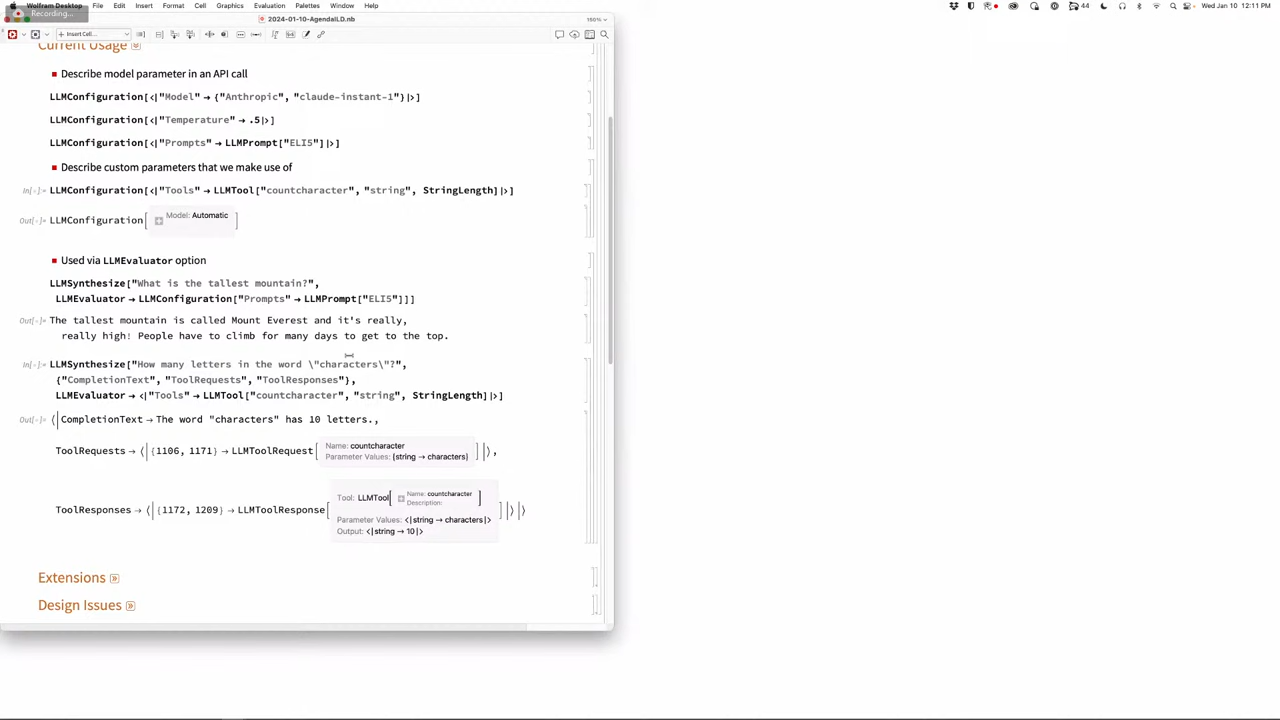 Wolfram Desktop File Edit Insert Format Cell Graphics Evaluation Palettes Window Help 44 Wed Jan 10 12:11 PM
Recording...
2024-01-10-AgendaILD.nb 150%
Insert Cell...
Current Usage
Describe model parameter in an API call
LLMConfiguration[<|"Model" → {"Anthropic", "claude-instant-1"}|>]
LLMConfiguration[<|"Temperature" → .5|>]
LLMConfiguration[<|"Prompts" → LLMPrompt["ELI5"]|>]
Describe custom parameters that we make use of
In[◦]:= LLMConfiguration[<|"Tools" → LLMTool["countcharacter", "string", StringLength]|>]
Out[◦]= LLMConfiguration[ Model: Automatic ]
Used via LLMEvaluator option
LLMSynthesize["What is the tallest mountain?",
LLMEvaluator → LLMConfiguration["Prompts" → LLMPrompt["ELI5"]]]
Out[◦]= The tallest mountain is called Mount Everest and it's really,
really high! People have to climb for many days to get to the top.
In[◦]:= LLMSynthesize["How many letters in the word \"characters\"?",
{"CompletionText", "ToolRequests", "ToolResponses"},
LLMEvaluator → <|"Tools" → LLMTool["countcharacter", "string", StringLength]|>]
Out[◦]= <|CompletionText → The word "characters" has 10 letters.,
ToolRequests → <|{1106, 1171} → LLMToolRequest[ Name: countcharacter
Parameter Values: {string → characters} ]|>,
ToolResponses → <|{1172, 1209} → LLMToolResponse[ Tool: LLMTool[ Name: countcharacter
Description: ]
Parameter Values: <|string → characters|>
Output: <|string → 10|> ]|>|>
Extensions
Design Issues